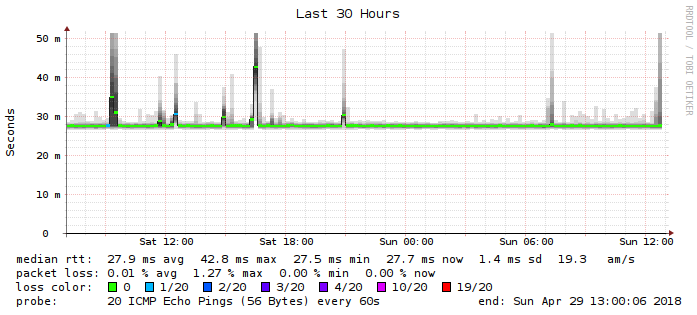 Last 30 Hours
RRDTOOL / TOBI OETIKER
Seconds
50 m
40 m
30 m
20 m
10 m
0
Sat 12:00 Sat 18:00 Sun 00:00 Sun 06:00 Sun 12:00
median rtt: 27.9 ms avg 42.8 ms max 27.5 ms min 27.7 ms now 1.4 ms sd 19.3 am/s
packet loss: 0.01 % avg 1.27 % max 0.00 % min 0.00 % now
loss color: 0 1/20 2/20 3/20 4/20 10/20 19/20
probe: 20 ICMP Echo Pings (56 Bytes) every 60s end: Sun Apr 29 13:00:06 2018